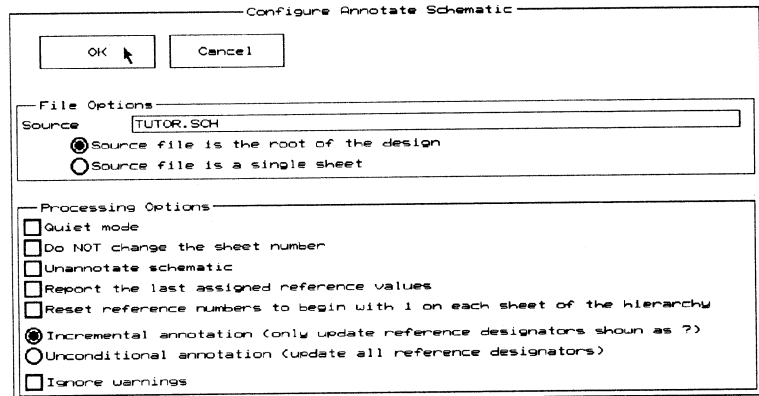 Configure Annotate Schematic
OK
Cancel
File Options
Source TUTOR.SCH
Source file is the root of the design
Source file is a single sheet
Processing Options
Quiet mode
Do NOT change the sheet number
Unannotate schematic
Report the last assigned reference values
Reset reference numbers to begin with 1 on each sheet of the hierarchy
Incremental annotation (only update reference designators shown as ?)
Unconditional annotation (update all reference designators)
Ignore warnings